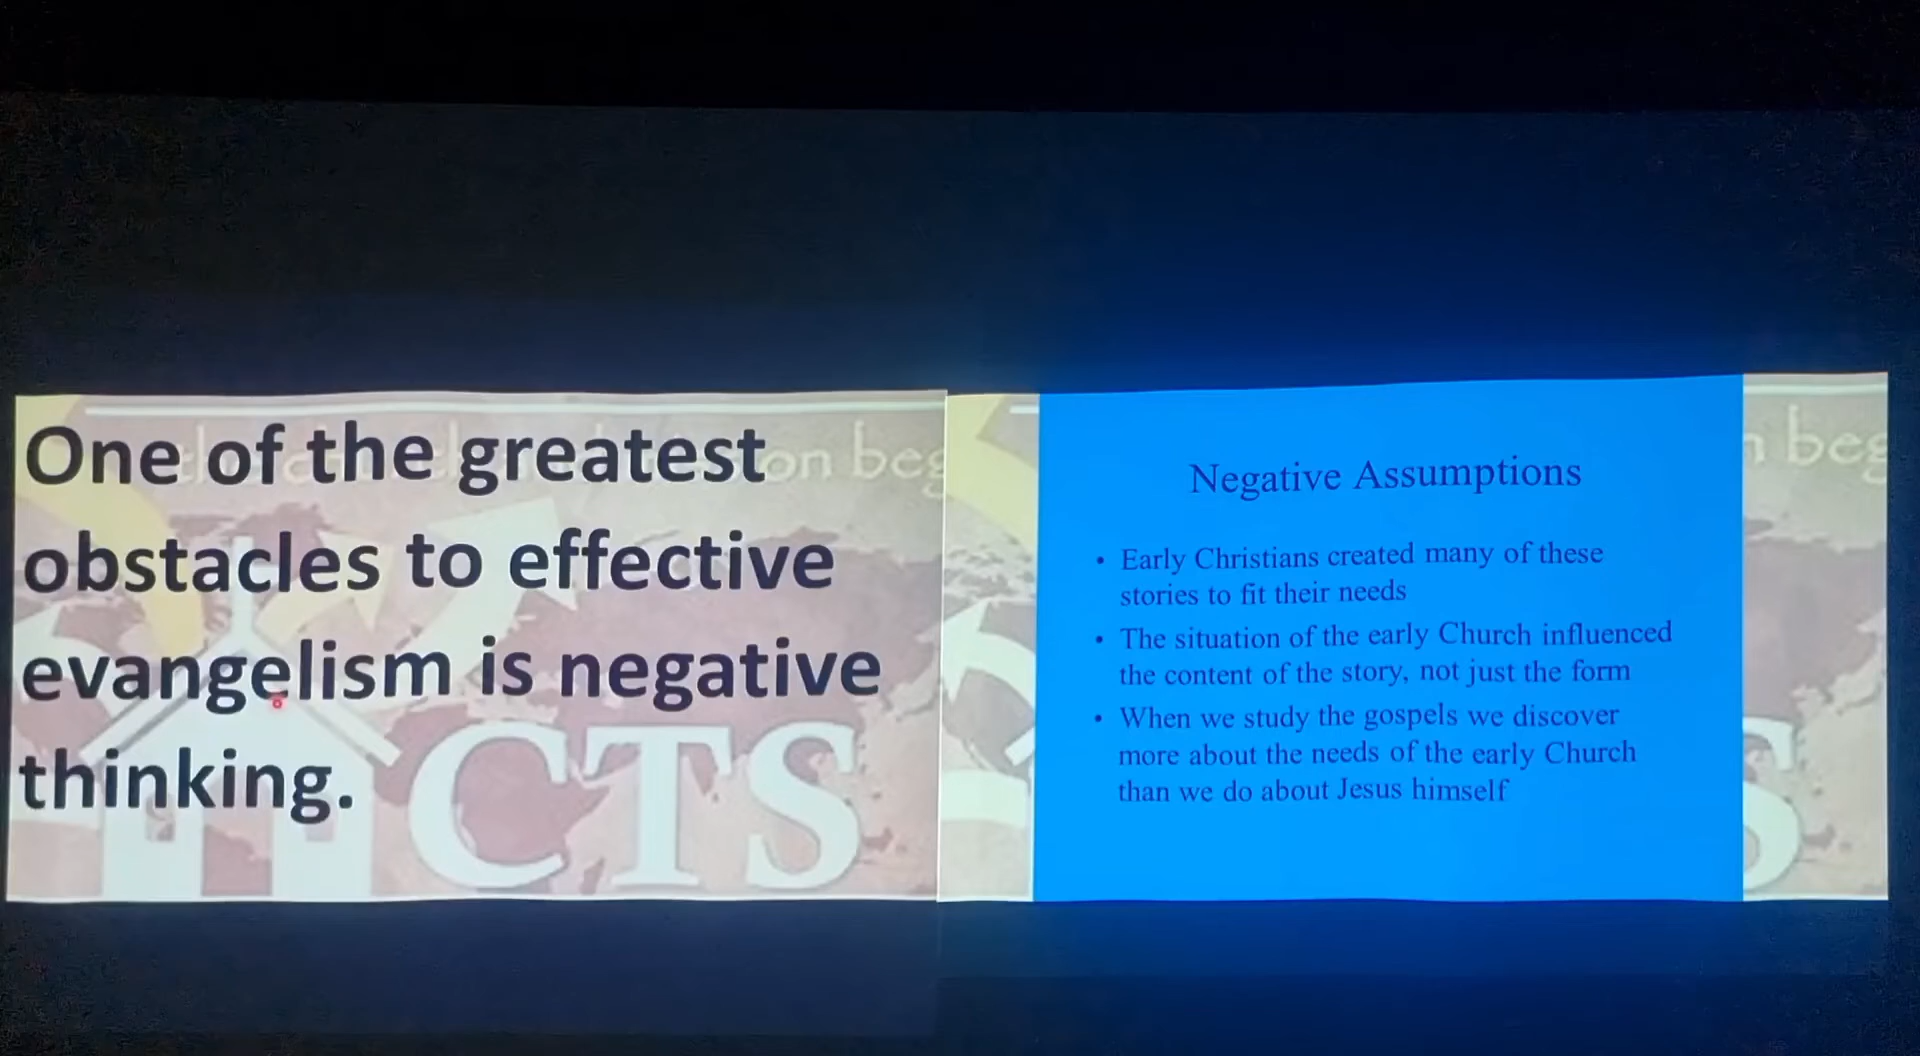 One of the greatest
obstacles to effective
evangelism is negative
thinking.
on beg
CTS
Negative Assumptions
• Early Christians created many of these
stories to fit their needs
• The situation of the early Church influenced
the content of the story, not just the form
• When we study the gospels we discover
more about the needs of the early Church
than we do about Jesus himself
n beg
S